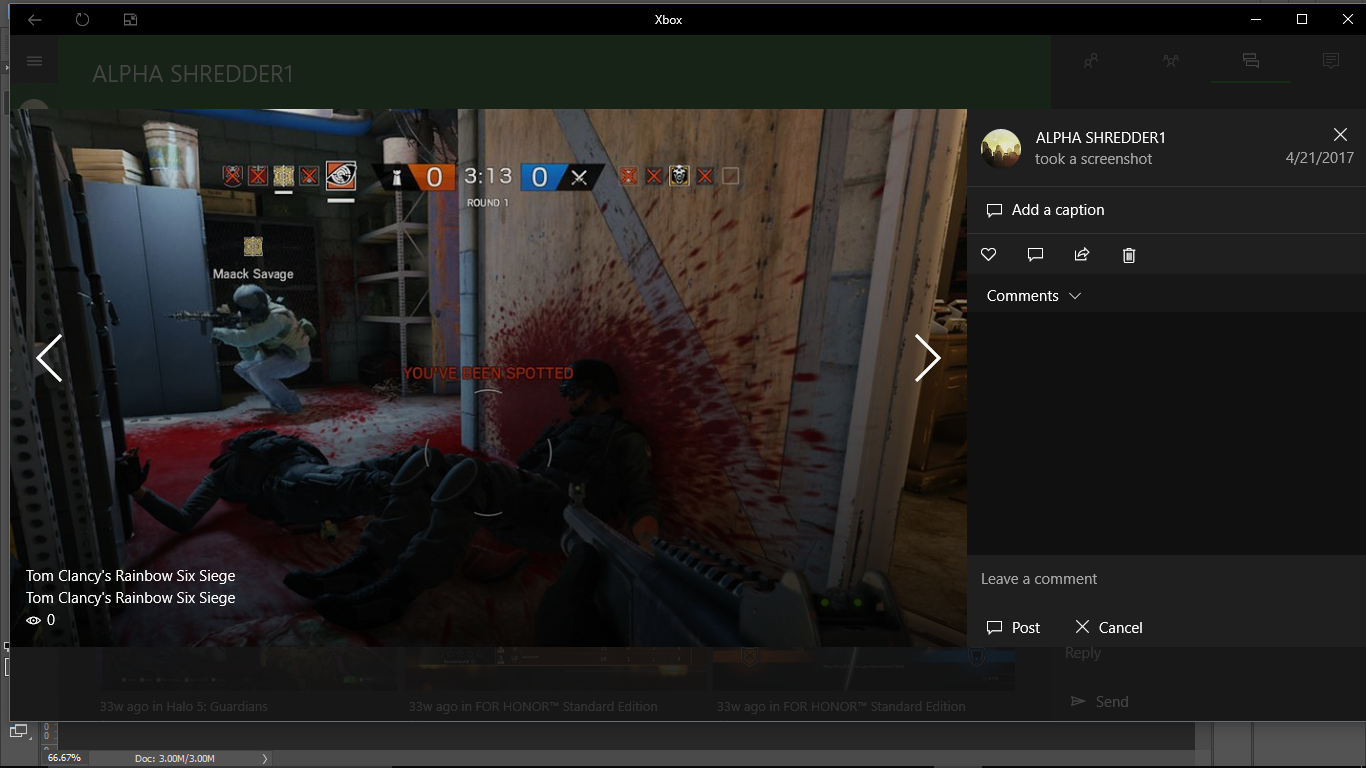 Xbox
ALPHA SHREDDER1
0 3:13 0
ROUND 1
Maack Savage
YOU'VE BEEN SPOTTED
Tom Clancy's Rainbow Six Siege
Tom Clancy's Rainbow Six Siege
0
ALPHA SHREDDER1
took a screenshot 4/21/2017
Add a caption
Comments
Leave a comment
Post Cancel
Reply
Send
33w ago in Halo 5: Guardians
33w ago in FOR HONOR™ Standard Edition
33w ago in FOR HONOR™ Standard Edition
0
0
66.67% Doc: 3.00M/3.00M